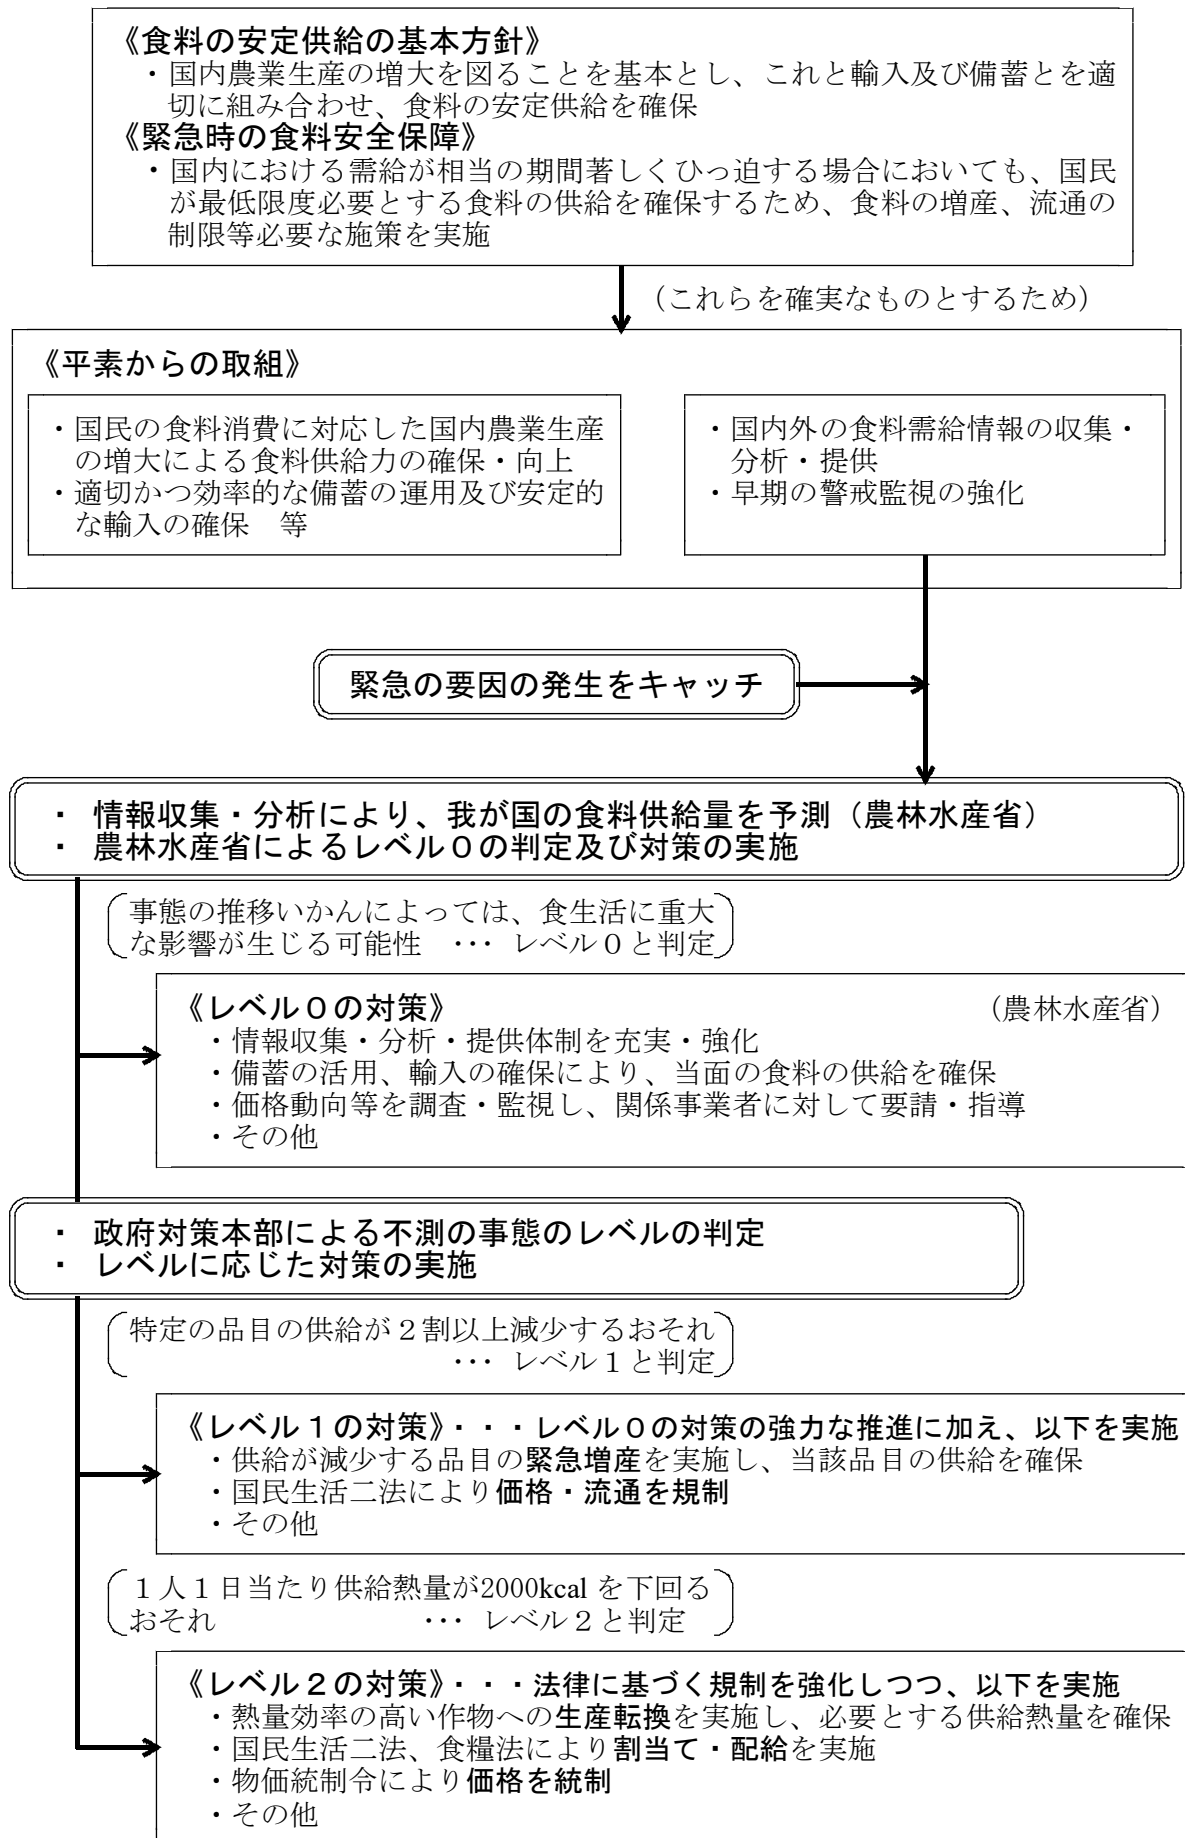 《食料の安定供給の基本方針》
・国内農業生産の増大を図ることを基本とし、これと輸入及び備蓄とを適
切に組み合わせ、食料の安定供給を確保
《緊急時の食料安全保障》
・国内における需給が相当の期間著しくひっ迫する場合においても、国民
が最低限度必要とする食料の供給を確保するため、食料の増産、流通の
制限等必要な施策を実施
（これらを確実なものとするため）
《平素からの取組》
・国民の食料消費に対応した国内農業生産
の増大による食料供給力の確保・向上
・適切かつ効率的な備蓄の運用及び安定的
な輸入の確保　等
・国内外の食料需給情報の収集・
分析・提供
・早期の警戒監視の強化
緊急の要因の発生をキャッチ
・ 情報収集・分析により、我が国の食料供給量を予測（農林水産省）
・ 農林水産省によるレベル０の判定及び対策の実施
事態の推移いかんによっては、食生活に重大
な影響が生じる可能性　… レベル０と判定
《レベル０の対策》　（農林水産省）
・情報収集・分析・提供体制を充実・強化
・備蓄の活用、輸入の確保により、当面の食料の供給を確保
・価格動向等を調査・監視し、関係事業者に対して要請・指導
・その他
・ 政府対策本部による不測の事態のレベルの判定
・ レベルに応じた対策の実施
特定の品目の供給が２割以上減少するおそれ
… レベル１と判定
《レベル１の対策》・・・レベル０の対策の強力な推進に加え、以下を実施
・供給が減少する品目の緊急増産を実施し、当該品目の供給を確保
・国民生活二法により価格・流通を規制
・その他
１人１日当たり供給熱量が2000kcal を下回る
おそれ　… レベル２と判定
《レベル２の対策》・・・法律に基づく規制を強化しつつ、以下を実施
・熱量効率の高い作物への生産転換を実施し、必要とする供給熱量を確保
・国民生活二法、食糧法により割当て・配給を実施
・物価統制令により価格を統制
・その他